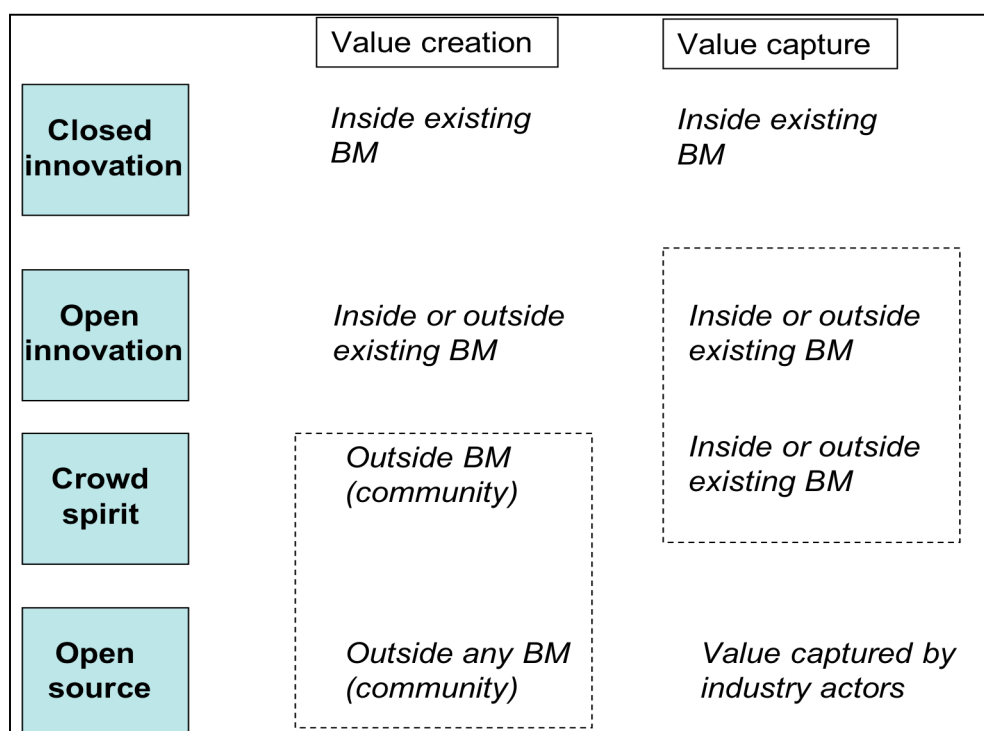 Value creation
Value capture
Closed
innovation
Inside existing
BM
Inside existing
BM
Open
innovation
Inside or outside
existing BM
Inside or outside
existing BM
Crowd
spirit
Outside BM
(community)
Inside or outside
existing BM
Open
source
Outside any BM
(community)
Value captured by
industry actors